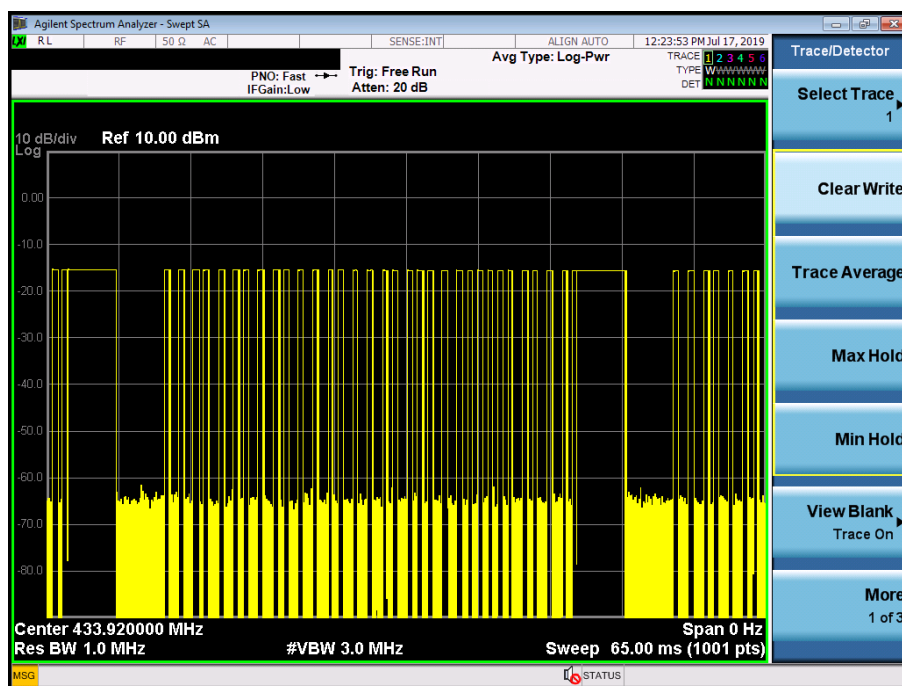 Agilent Spectrum Analyzer - Swept SA
LXI RL RF 50 Ω AC SENSE:INT ALIGN AUTO 12:23:53 PM Jul 17, 2019
Avg Type: Log-Pwr
TRACE 1 2 3 4 5 6
TYPE WWWWWW
DET N N N N N N
PNO: Fast Trig: Free Run
IFGain:Low Atten: 20 dB
10 dB/div Ref 10.00 dBm
Log
0.00
-10.0
-20.0
-30.0
-40.0
-50.0
-60.0
-70.0
-80.0
Center 433.920000 MHz Span 0 Hz
Res BW 1.0 MHz #VBW 3.0 MHz Sweep 65.00 ms (1001 pts)
MSG STATUS
Trace/Detector
Select Trace
1
Clear Write
Trace Average
Max Hold
Min Hold
View Blank
Trace On
More
1 of 3